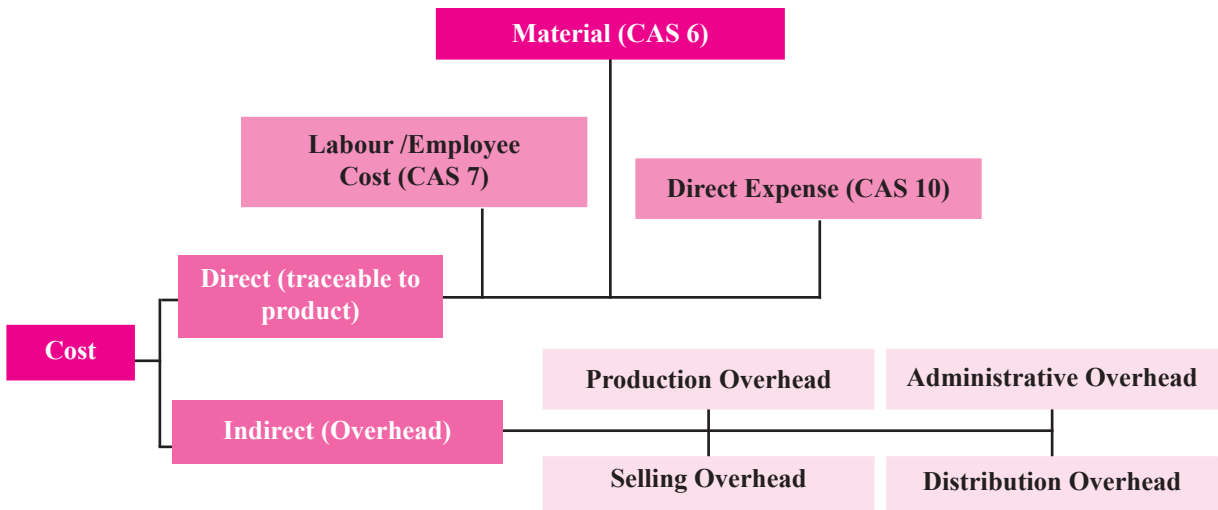 Material (CAS 6)
Labour /Employee
Cost (CAS 7)
Direct Expense (CAS 10)
Direct (traceable to
product)
Cost
Production Overhead
Administrative Overhead
Indirect (Overhead)
Selling Overhead
Distribution Overhead